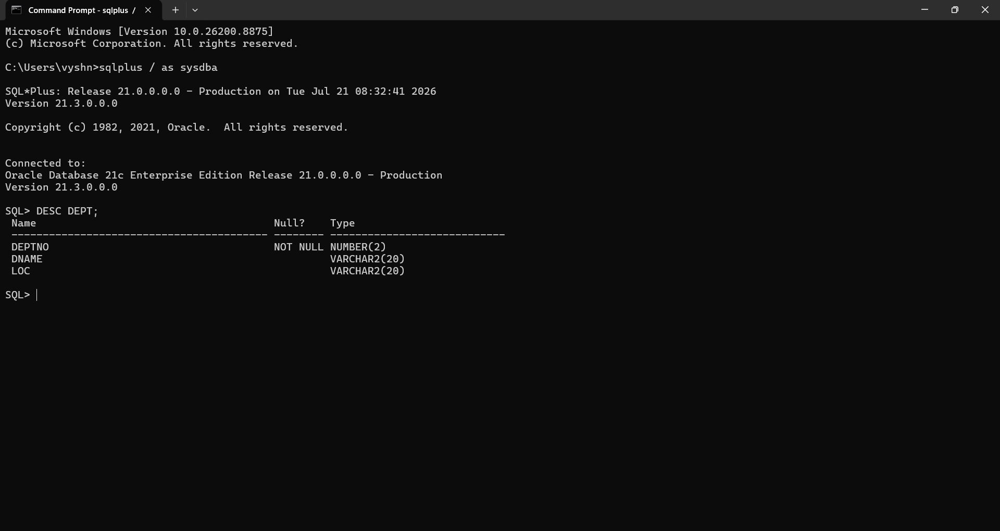 Command Prompt - sqlplus /
Microsoft Windows [Version 10.0.26200.8875]
(c) Microsoft Corporation. All rights reserved.
C:\Users\vyshn>sqlplus / as sysdba
SQL*Plus: Release 21.0.0.0.0 - Production on Tue Jul 21 08:32:41 2026
Version 21.3.0.0.0
Copyright (c) 1982, 2021, Oracle.  All rights reserved.
Connected to:
Oracle Database 21c Enterprise Edition Release 21.0.0.0.0 - Production
Version 21.3.0.0.0
SQL> DESC DEPT;
 Name                                      Null?    Type
 ----------------------------------------- -------- ----------------------------
 DEPTNO                                    NOT NULL NUMBER(2)
 DNAME                                              VARCHAR2(20)
 LOC                                                VARCHAR2(20)
SQL>